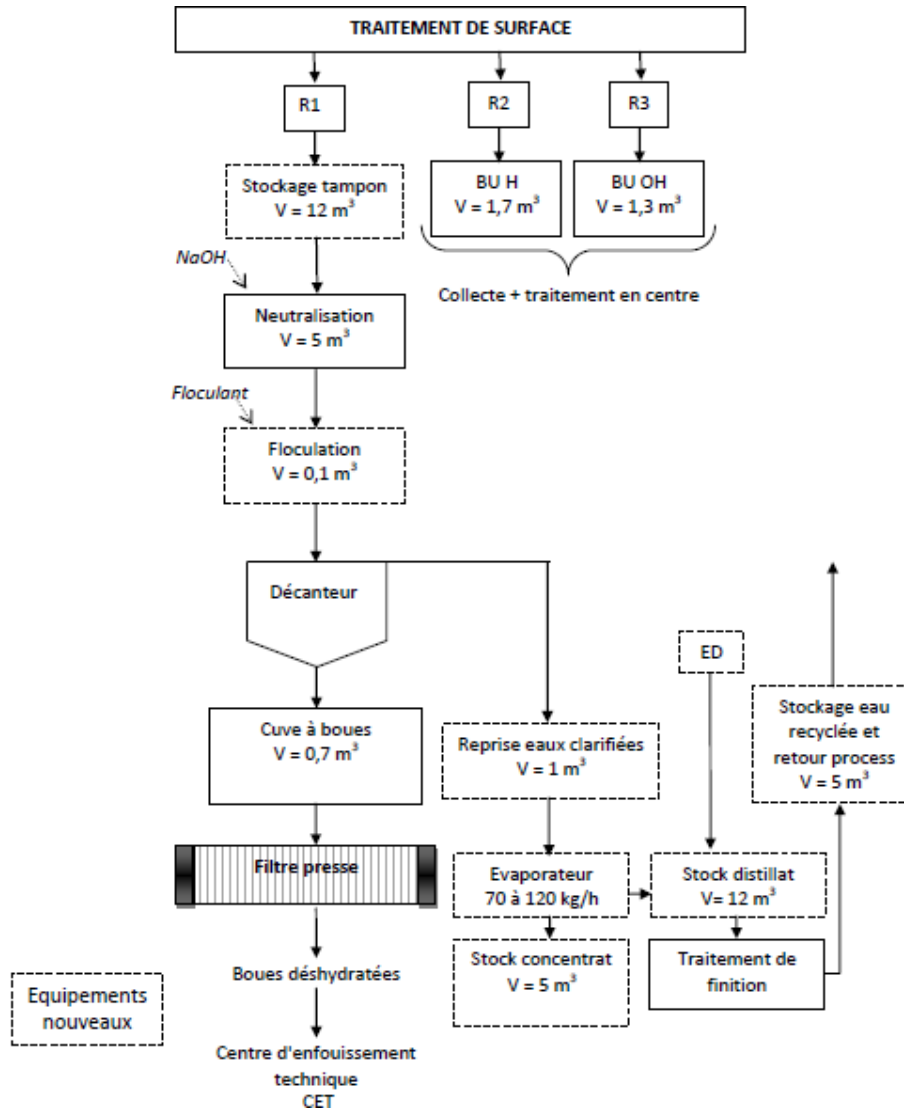 TRAITEMENT DE SURFACE
R1
R2
R3
Stockage tampon
V = 12 m³
BU H
V = 1,7 m³
BU OH
V = 1,3 m³
Collecte + traitement en centre
NaOH
Neutralisation
V = 5 m³
Floculant
Floculation
V = 0,1 m³
Décanteur
ED
Stockage eau
recyclée et
retour process
V = 5 m³
Cuve à boues
V = 0,7 m³
Reprise eaux clarifiées
V = 1 m³
Filtre presse
Evaporateur
70 à 120 kg/h
Stock distillat
V= 12 m³
Stock concentrat
V = 5 m³
Traitement de
finition
Boues déshydratées
Equipements
nouveaux
Centre d'enfouissement
technique
CET